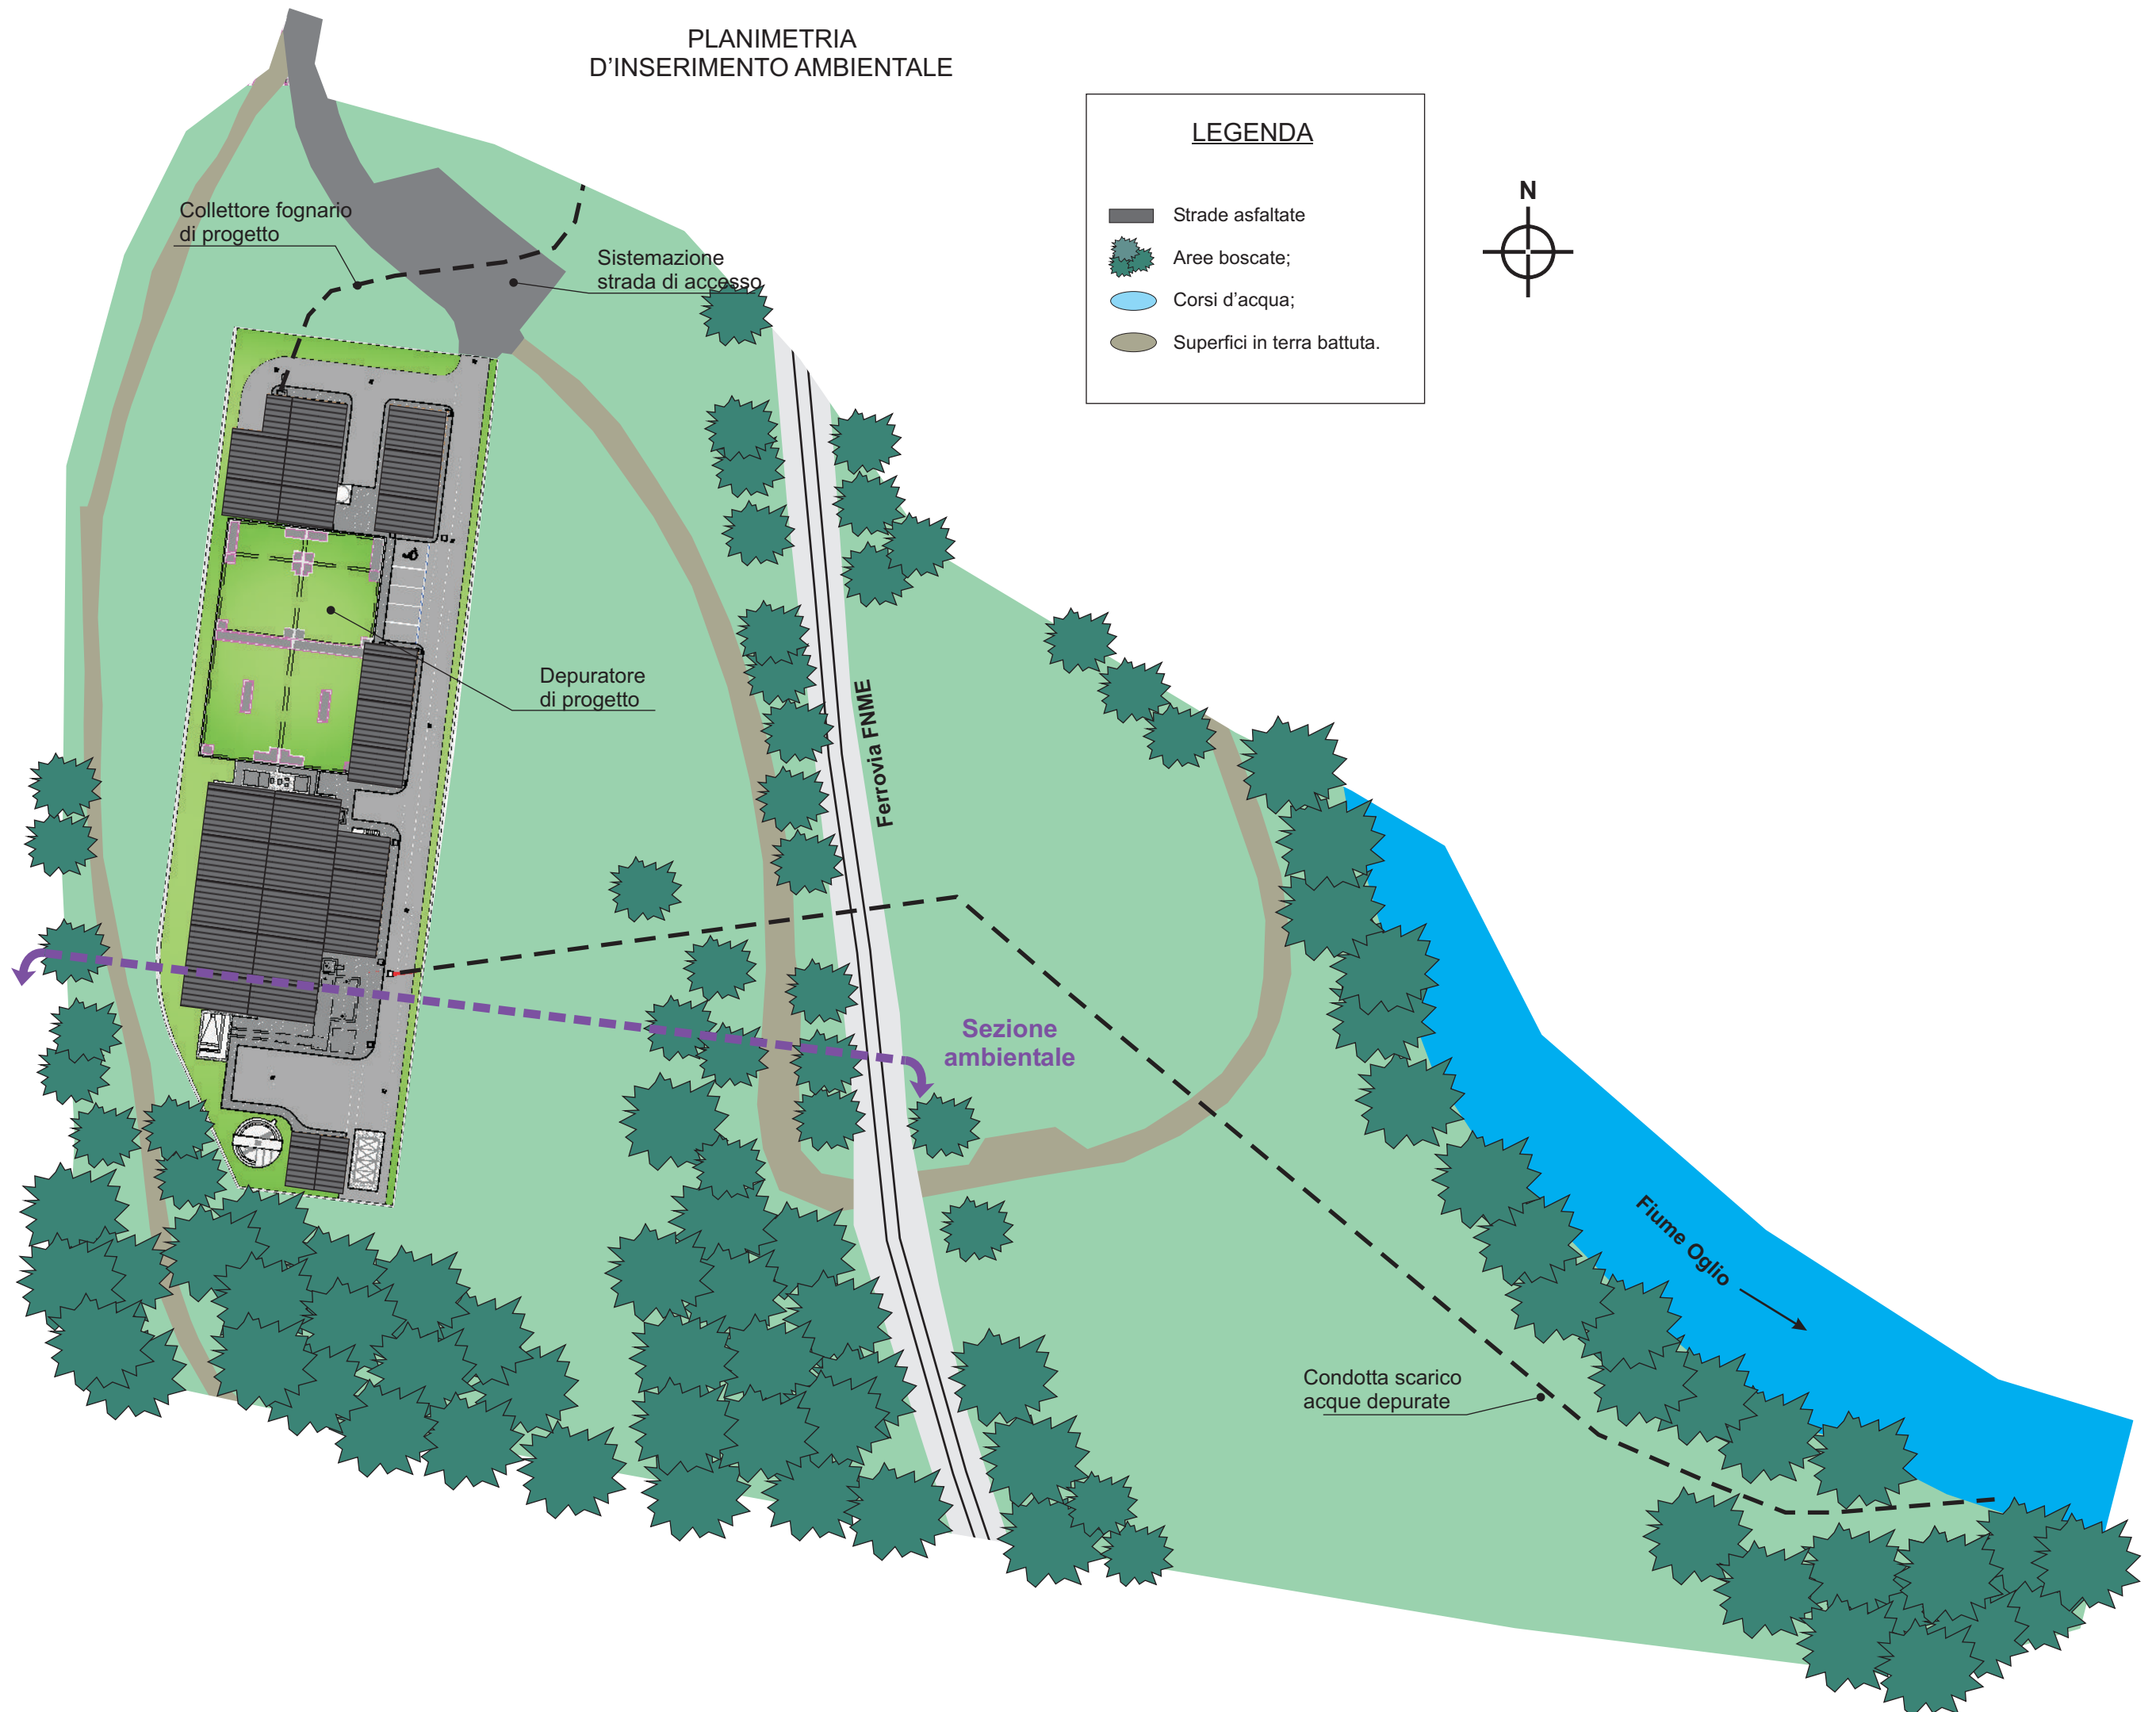 PLANIMETRIA
D’INSERIMENTO AMBIENTALE
LEGENDA
Strade asfaltate
Aree boscate;
Corsi d’acqua;
Superfici in terra battuta.
N
Collettore fognario
di progetto
Sistemazione
strada di accesso
Depuratore
di progetto
Ferrovia FNME
Sezione
ambientale
Fiume Oglio
Condotta scarico
acque depurate